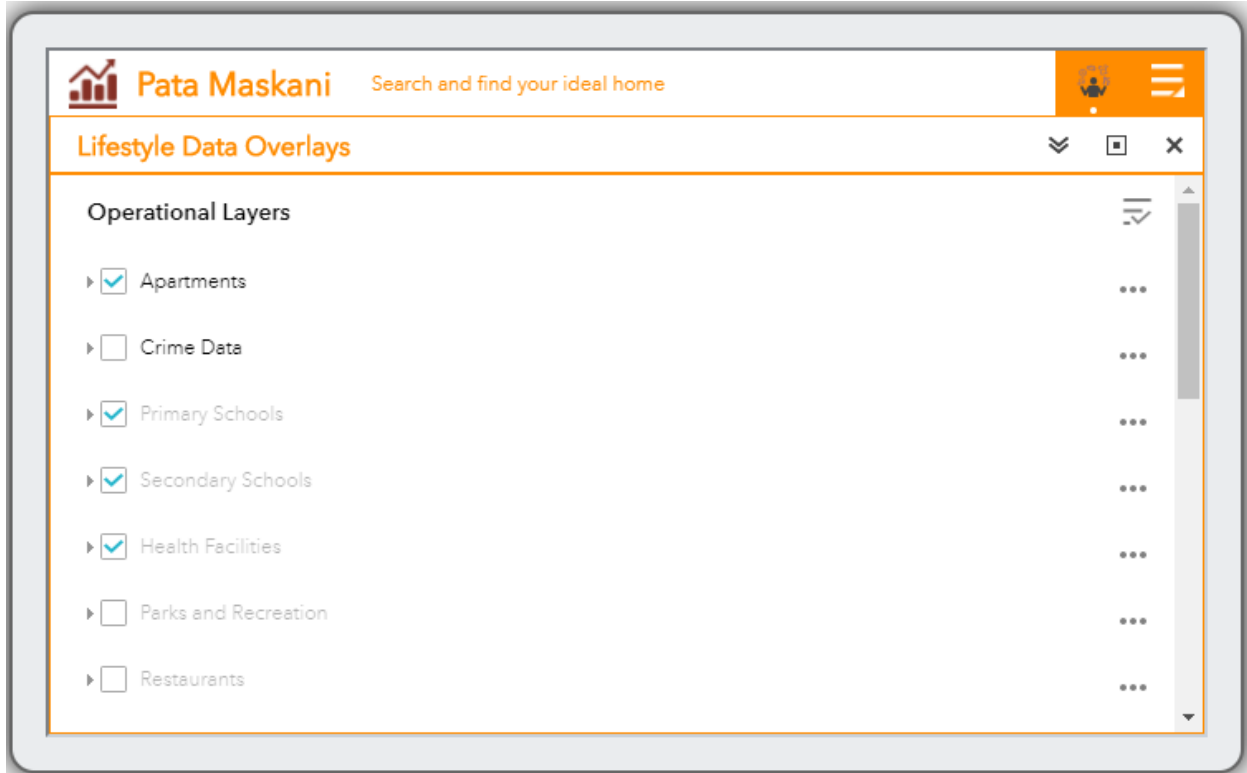 Pata Maskani Search and find your ideal home
Lifestyle Data Overlays
Operational Layers
Apartments
Crime Data
Primary Schools
Secondary Schools
Health Facilities
Parks and Recreation
Restaurants